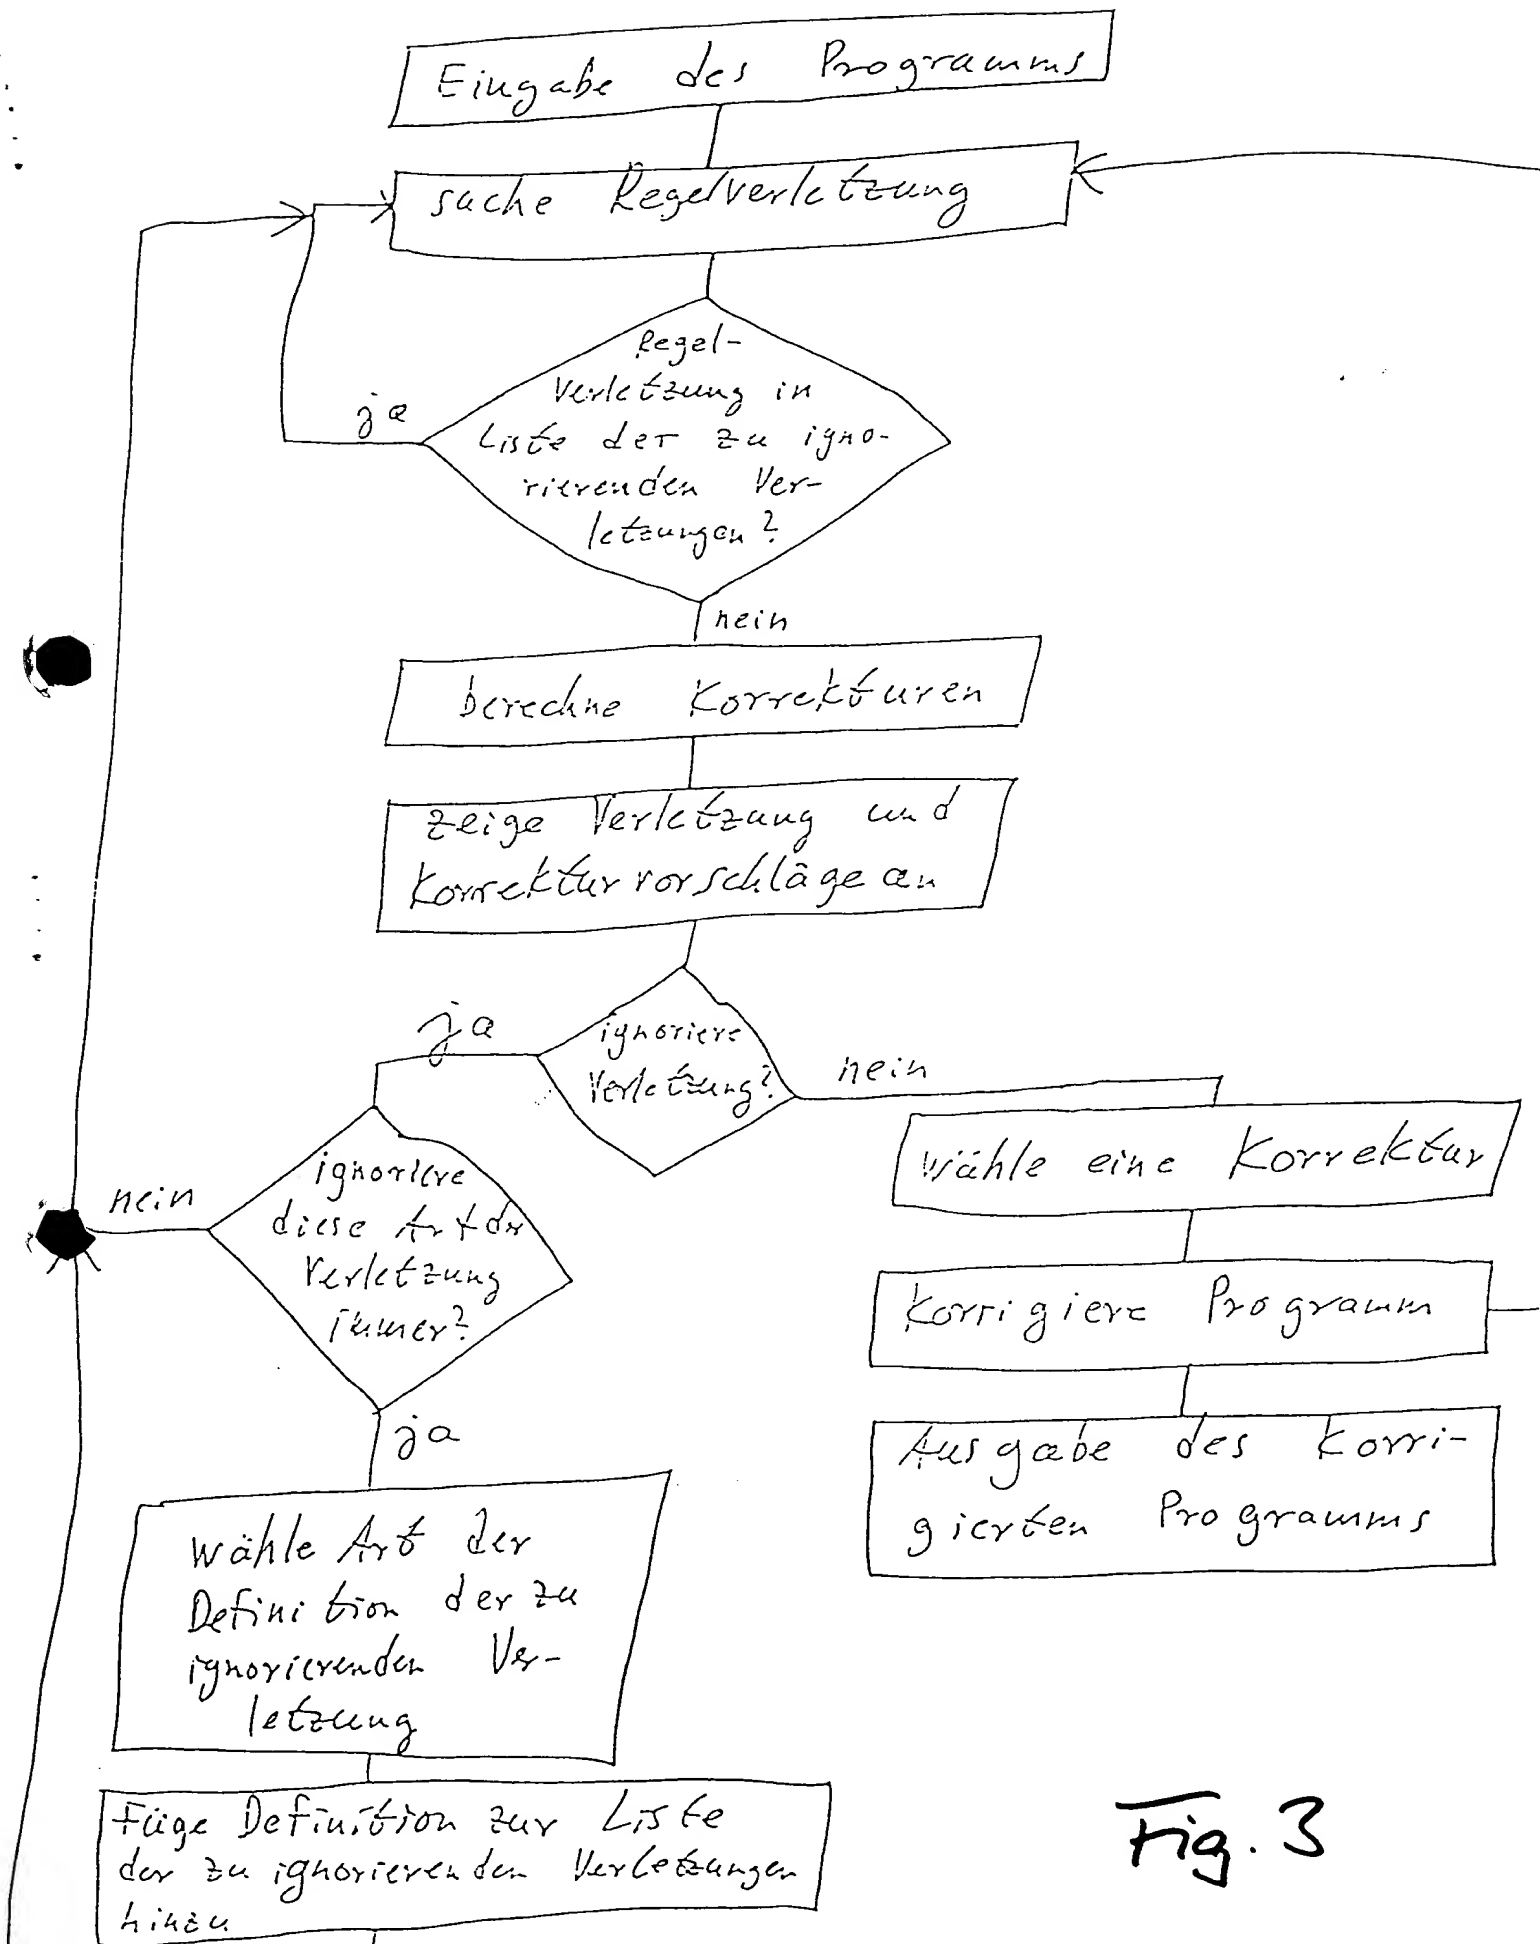 Eingabe des Programms
suche Regelverletzung
Regel-
verletzung in
Liste der zu igno-
rierenden Ver-
letzungen?
ja
nein
berechne Korrekturen
zeige Verletzung und
Korrekturvorschläge an
ignoriere
Verletzung?
ja
nein
ignoriere
diese Art der
Verletzung
immer?
nein
ja
wähle eine Korrektur
Korrigiere Programm
Ausgabe des korri-
gierten Programms
wähle Art der
Definition der zu
ignorierenden Ver-
letzung
Füge Definition zur Liste
der zu ignorierenden Verletzungen
hinzu
Fig. 3